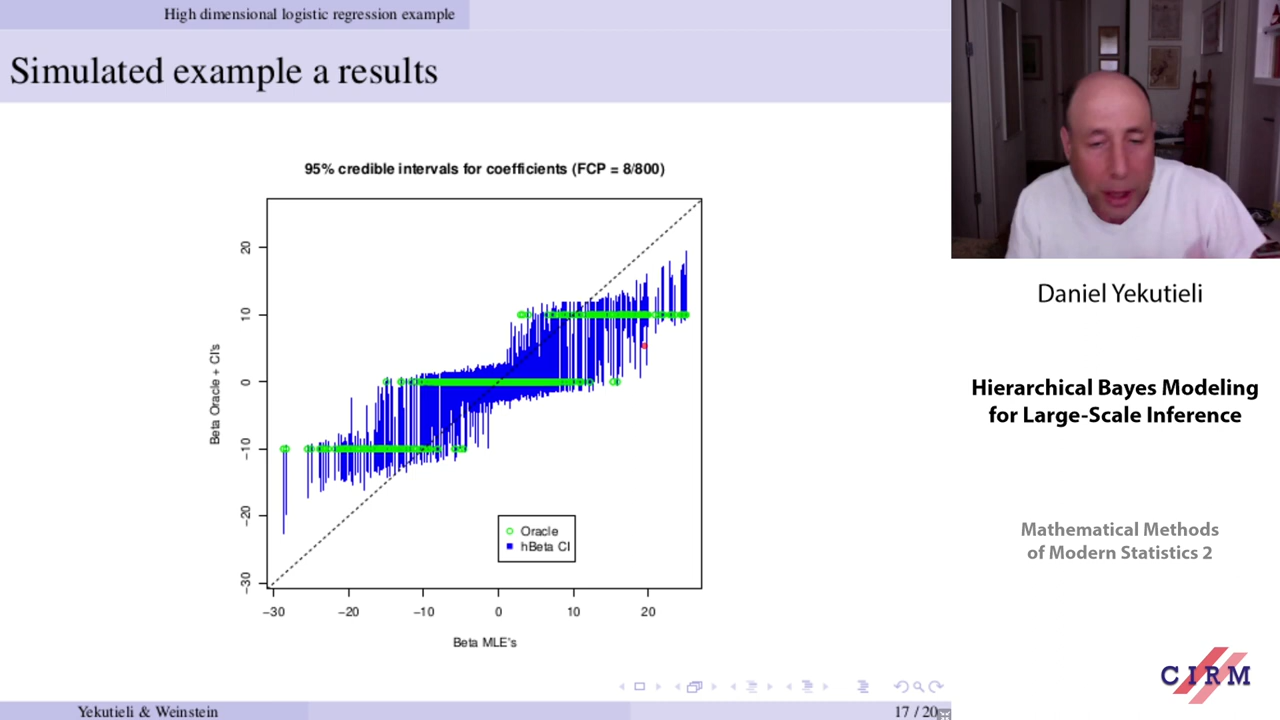 High dimensional logistic regression example
Simulated example a results
95% credible intervals for coefficients (FCP = 8/800)
Beta Oracle + CI's
20
10
0
−10
−20
−30
Oracle
hBeta CI
−30 −20 −10 0 10 20
Beta MLE's
Yekutieli & Weinstein
17 / 20
Daniel Yekutieli
Hierarchical Bayes Modeling
for Large-Scale Inference
Mathematical Methods
of Modern Statistics 2
CIRM